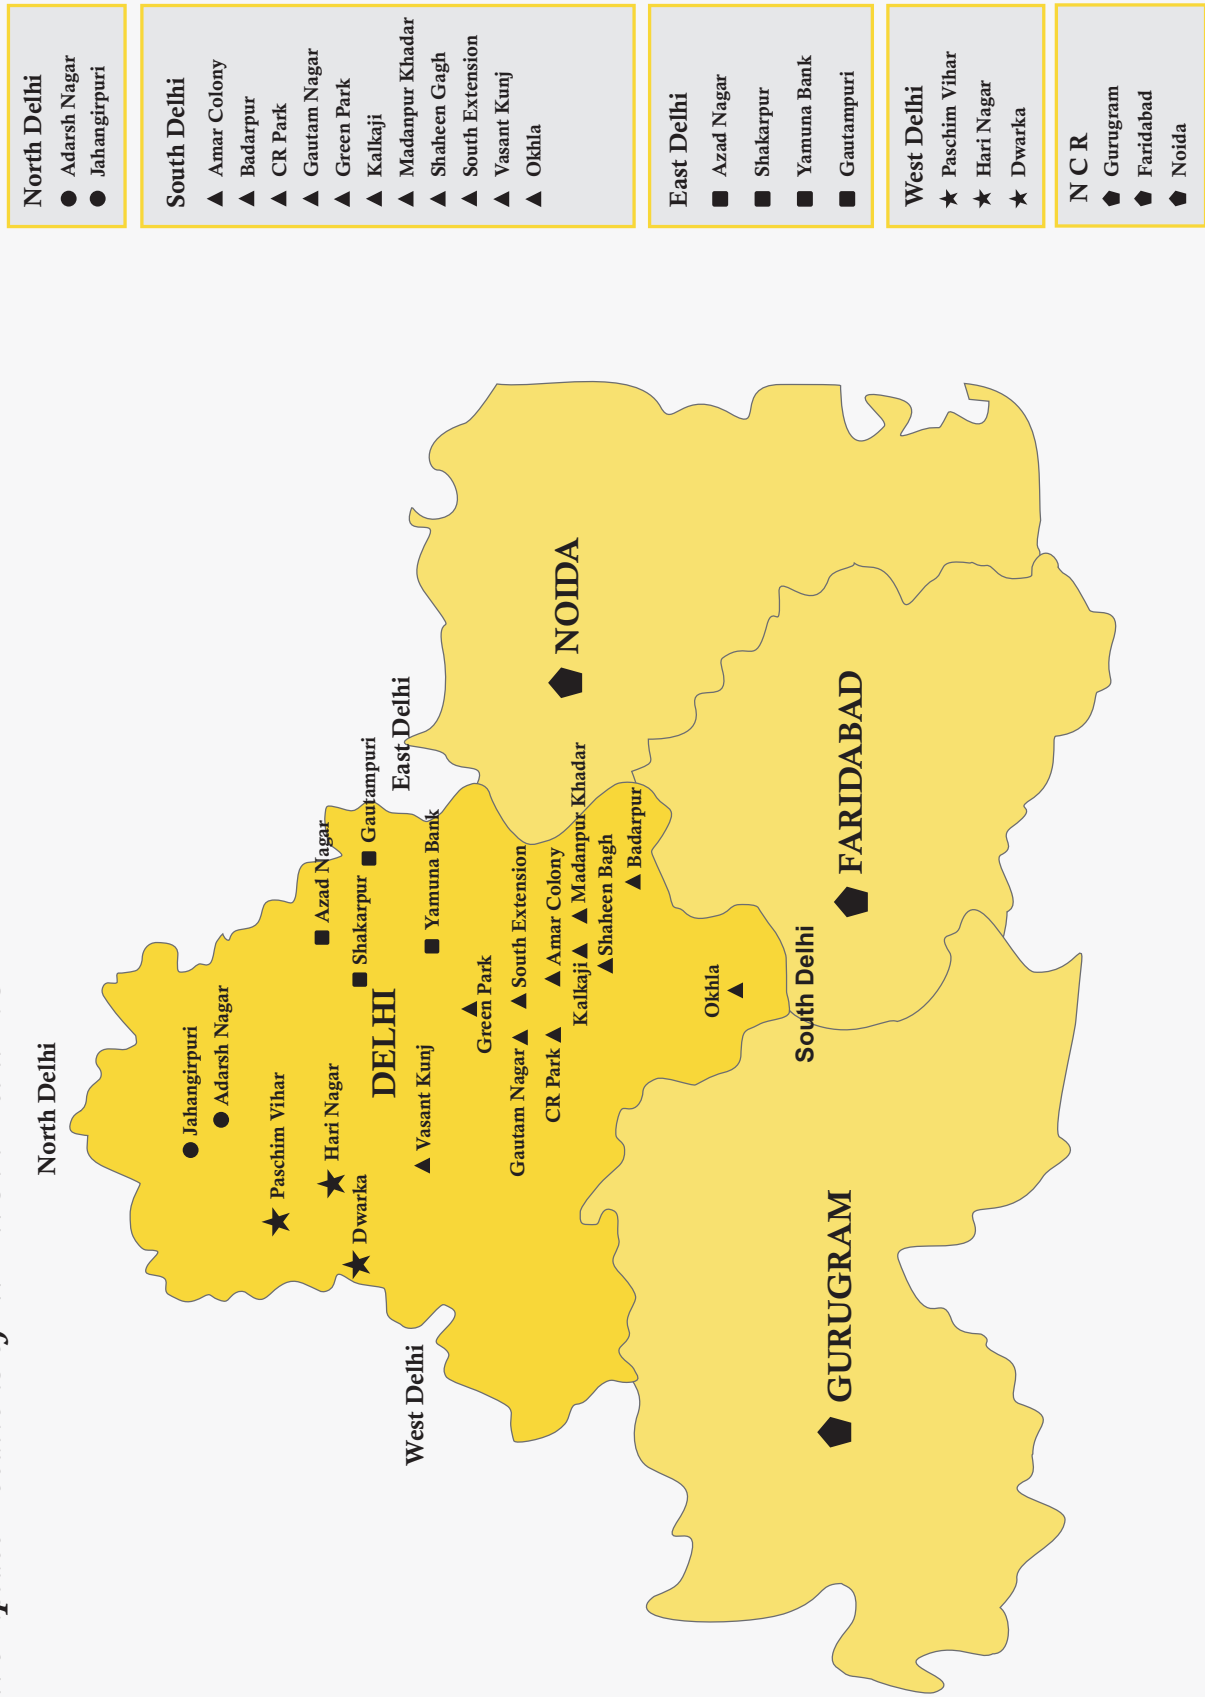 North Delhi
Jahangirpuri
Adarsh Nagar
Paschim Vihar
Hari Nagar
Dwarka
Azad Nagar
Shakarpur
Gautampuri
East Delhi
Yamuna Bank
DELHI
Vasant Kunj
West Delhi
Green Park
South Extension
Gautam Nagar
Amar Colony
CR Park
Madanpur Khadar
Kalkaji
Shaheen Bagh
Badarpur
Okhla
South Delhi
NOIDA
FARIDABAD
GURUGRAM
North Delhi
Adarsh Nagar
Jahangirpuri
South Delhi
Amar Colony
Badarpur
CR Park
Gautam Nagar
Green Park
Kalkaji
Madanpur Khadar
Shaheen Gagh
South Extension
Vasant Kunj
Okhla
East Delhi
Azad Nagar
Shakarpur
Yamuna Bank
Gautampuri
West Delhi
Paschim Vihar
Hari Nagar
Dwarka
N C R
Gurugram
Faridabad
Noida